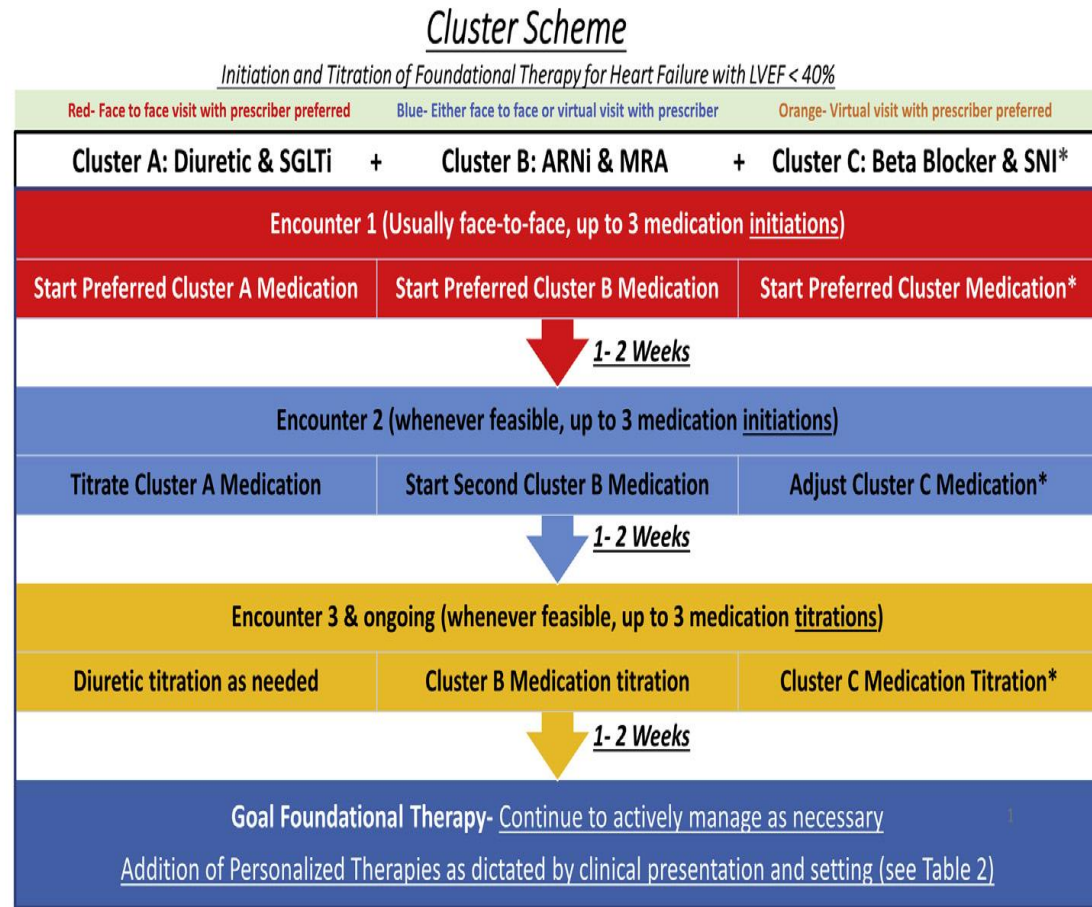 Cluster Scheme
Initiation and Titration of Foundational Therapy for Heart Failure with LVEF < 40%
Red- Face to face visit with prescriber preferred Blue- Either face to face or virtual visit with prescriber Orange- Virtual visit with prescriber preferred
Cluster A: Diuretic & SGLTi + Cluster B: ARNi & MRA + Cluster C: Beta Blocker & SNI*
Encounter 1 (Usually face-to-face, up to 3 medication initiations)
Start Preferred Cluster A Medication Start Preferred Cluster B Medication Start Preferred Cluster Medication*
1- 2 Weeks
Encounter 2 (whenever feasible, up to 3 medication initiations)
Titrate Cluster A Medication Start Second Cluster B Medication Adjust Cluster C Medication*
1- 2 Weeks
Encounter 3 & ongoing (whenever feasible, up to 3 medication titrations)
Diuretic titration as needed Cluster B Medication titration Cluster C Medication Titration*
1- 2 Weeks
Goal Foundational Therapy- Continue to actively manage as necessary 1
Addition of Personalized Therapies as dictated by clinical presentation and setting (see Table 2)